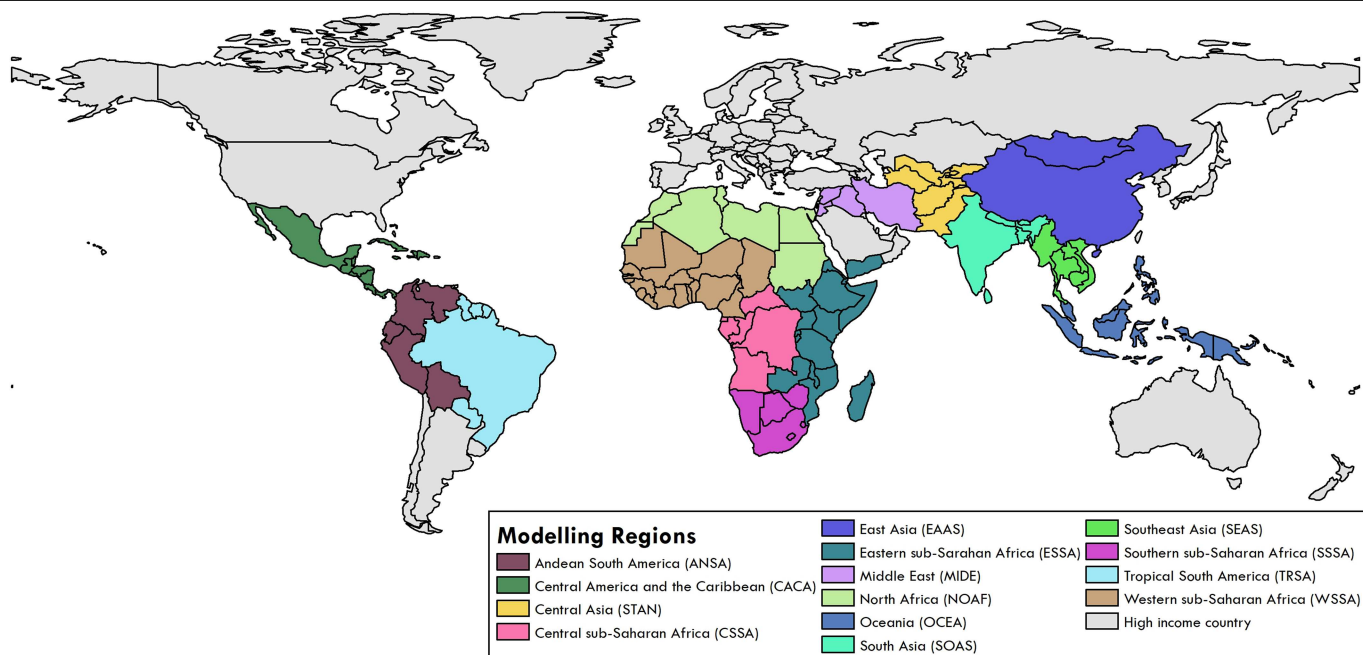 Modelling Regions
Andean South America (ANSA)
Central America and the Caribbean (CACA)
Central Asia (STAN)
Central sub-Saharan Africa (CSSA)
East Asia (EAAS)
Eastern sub-Sarahan Africa (ESSA)
Middle East (MIDE)
North Africa (NOAF)
Oceania (OCEA)
South Asia (SOAS)
Southeast Asia (SEAS)
Southern sub-Saharan Africa (SSSA)
Tropical South America (TRSA)
Western sub-Saharan Africa (WSSA)
High income country